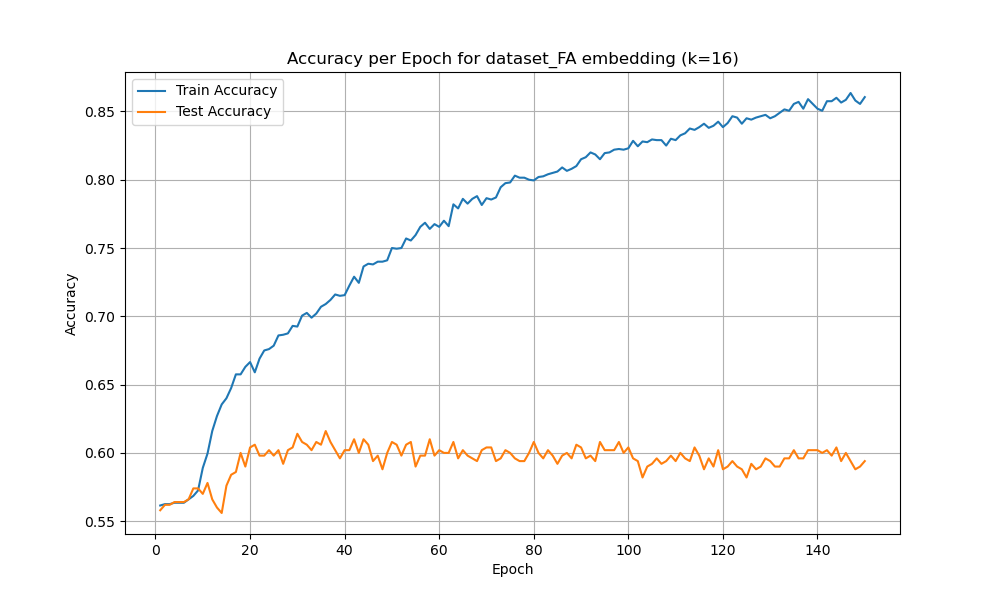 Accuracy per Epoch for dataset_FA embedding (k=16)
Train Accuracy
Test Accuracy
0.85
0.80
0.75
0.70
0.65
0.60
0.55
Accuracy
0 20 40 60 80 100 120 140
Epoch